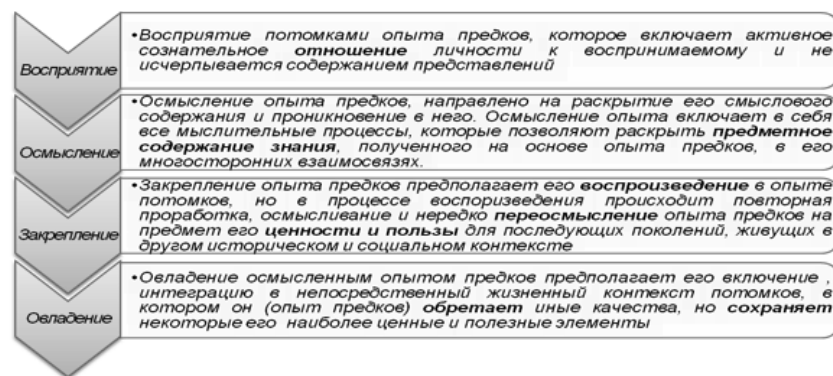 Восприятие
•Восприятие потомками опыта предков, которое включает активное
сознательное отношение личности к воспринимаемому и не
исчерпывается содержанием представлений
Осмысление
•Осмысление опыта предков, направлено на раскрытие его смыслового
содержания и проникновение в него. Осмысление опыта включает в себя
все мыслительные процессы, которые позволяют раскрыть предметное
содержание знания, полученного на основе опыта предков, в его
многосторонних взаимосвязях.
Закрепление
•Закрепление опыта предков предполагает его воспроизведение в опыте
потомков, но в процессе воспоризведения происходит повторная
проработка, осмысливание и нередко переосмысление опыта предков на
предмет его ценности и пользы для последующих поколений, живущих в
другом историческом и социальном контексте
Овладение
•Овладение осмысленным опытом предков предполагает его включение ,
интеграцию в непосредственный жизненный контекст потомков, в
котором он (опыт предков) обретает иные качества, но сохраняет
некоторые его наиболее ценные и полезные элементы